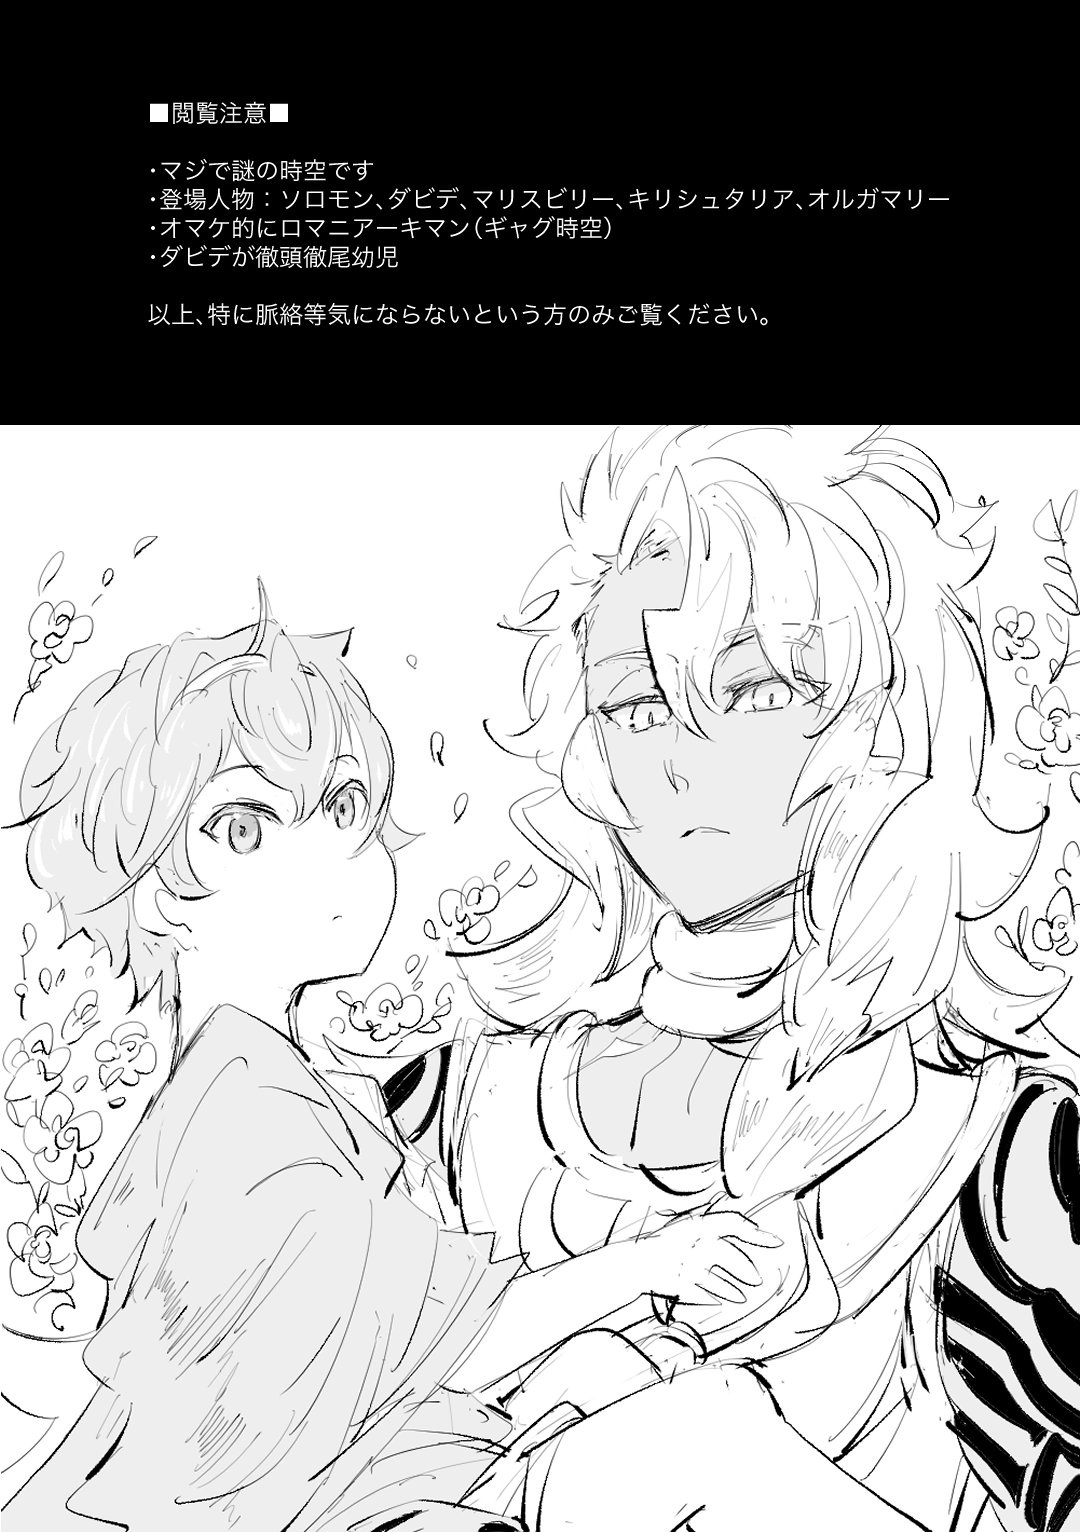 ■閲覧注意■
・マジで謎の時空です
・登場人物：ソロモン、ダビデ、マリスビリー、キリシュタリア、オルガマリー
・オマケ的にロマニアーキマン（ギャグ時空）
・ダビデが徹頭徹尾幼児
以上、特に脈絡等気にならないという方のみご覧ください。